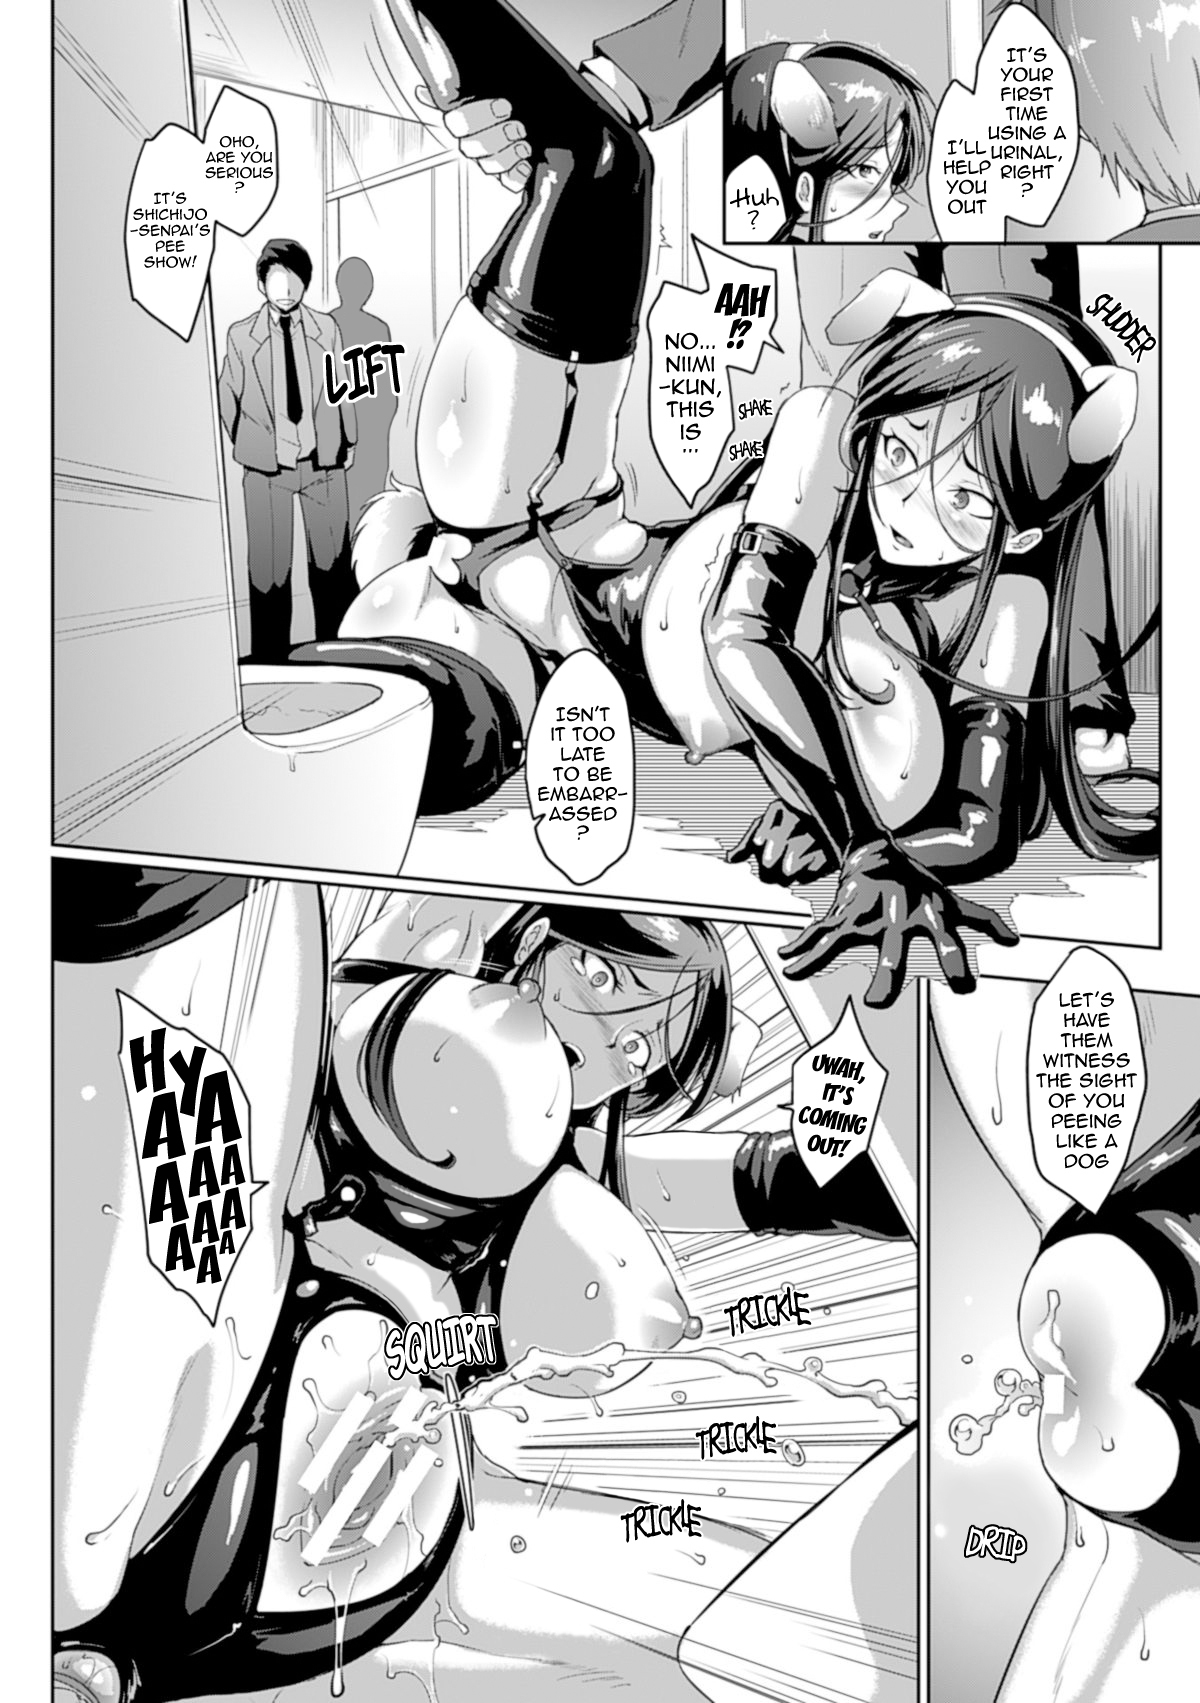 IT'S
YOUR
FIRST
TIME
USING A
URINAL,
RIGHT
?
I'LL
HELP
YOU
OUT
Huh
?
SHUDDER
AAH
!?
NO...
NIIMI
-KUN,
THIS
IS
...
SHAKE
SHAKE
LIFT
OHO,
ARE YOU
SERIOUS
?
IT'S
SHICHIJO
-SENPAI'S
PEE
SHOW!
ISN'T
IT TOO
LATE
TO BE
EMBARR-
ASSED
?
LET'S
HAVE
THEM
WITNESS
THE SIGHT
OF YOU
PEEING
LIKE A
DOG
DRIP
UWAH,
IT'S
COMING
OUT!
TRICKLE
TRICKLE
TRICKLE
SQUIRT
HYAAAAAAAAAAAAAA